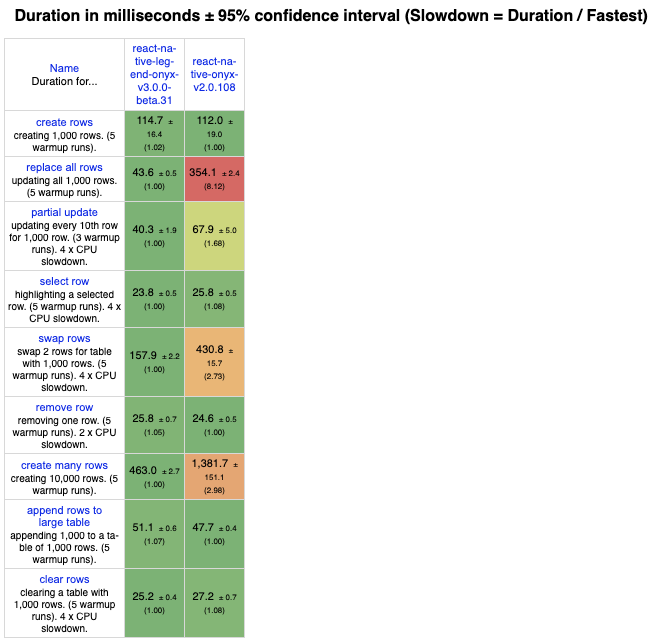 Duration in milliseconds ± 95% confidence interval (Slowdown = Duration / Fastest)
Name
Duration for...
react-na-
tive-leg-
end-onyx-
v3.0.0-
beta.31
react-na-
tive-onyx-
v2.0.108
create rows
creating 1,000 rows. (5
warmup runs).
114.7 ±
16.4
(1.02)
112.0 ±
19.0
(1.00)
replace all rows
updating all 1,000 rows.
(5 warmup runs).
43.6 ± 0.5
(1.00)
354.1 ± 2.4
(8.12)
partial update
updating every 10th row
for 1,000 row. (3 warmup
runs). 4 x CPU
slowdown.
40.3 ± 1.9
(1.00)
67.9 ± 5.0
(1.68)
select row
highlighting a selected
row. (5 warmup runs). 4 x
CPU slowdown.
23.8 ± 0.5
(1.00)
25.8 ± 0.5
(1.08)
swap rows
swap 2 rows for table
with 1,000 rows. (5
warmup runs). 4 x CPU
slowdown.
157.9 ± 2.2
(1.00)
430.8 ±
15.7
(2.73)
remove row
removing one row. (5
warmup runs). 2 x CPU
slowdown.
25.8 ± 0.7
(1.05)
24.6 ± 0.5
(1.00)
create many rows
creating 10,000 rows. (5
warmup runs).
463.0 ± 2.7
(1.00)
1,381.7 ±
151.1
(2.98)
append rows to
large table
appending 1,000 to a ta-
ble of 1,000 rows. (5
warmup runs).
51.1 ± 0.6
(1.07)
47.7 ± 0.4
(1.00)
clear rows
clearing a table with
1,000 rows. (5 warmup
runs). 4 x CPU
slowdown.
25.2 ± 0.4
(1.00)
27.2 ± 0.7
(1.08)